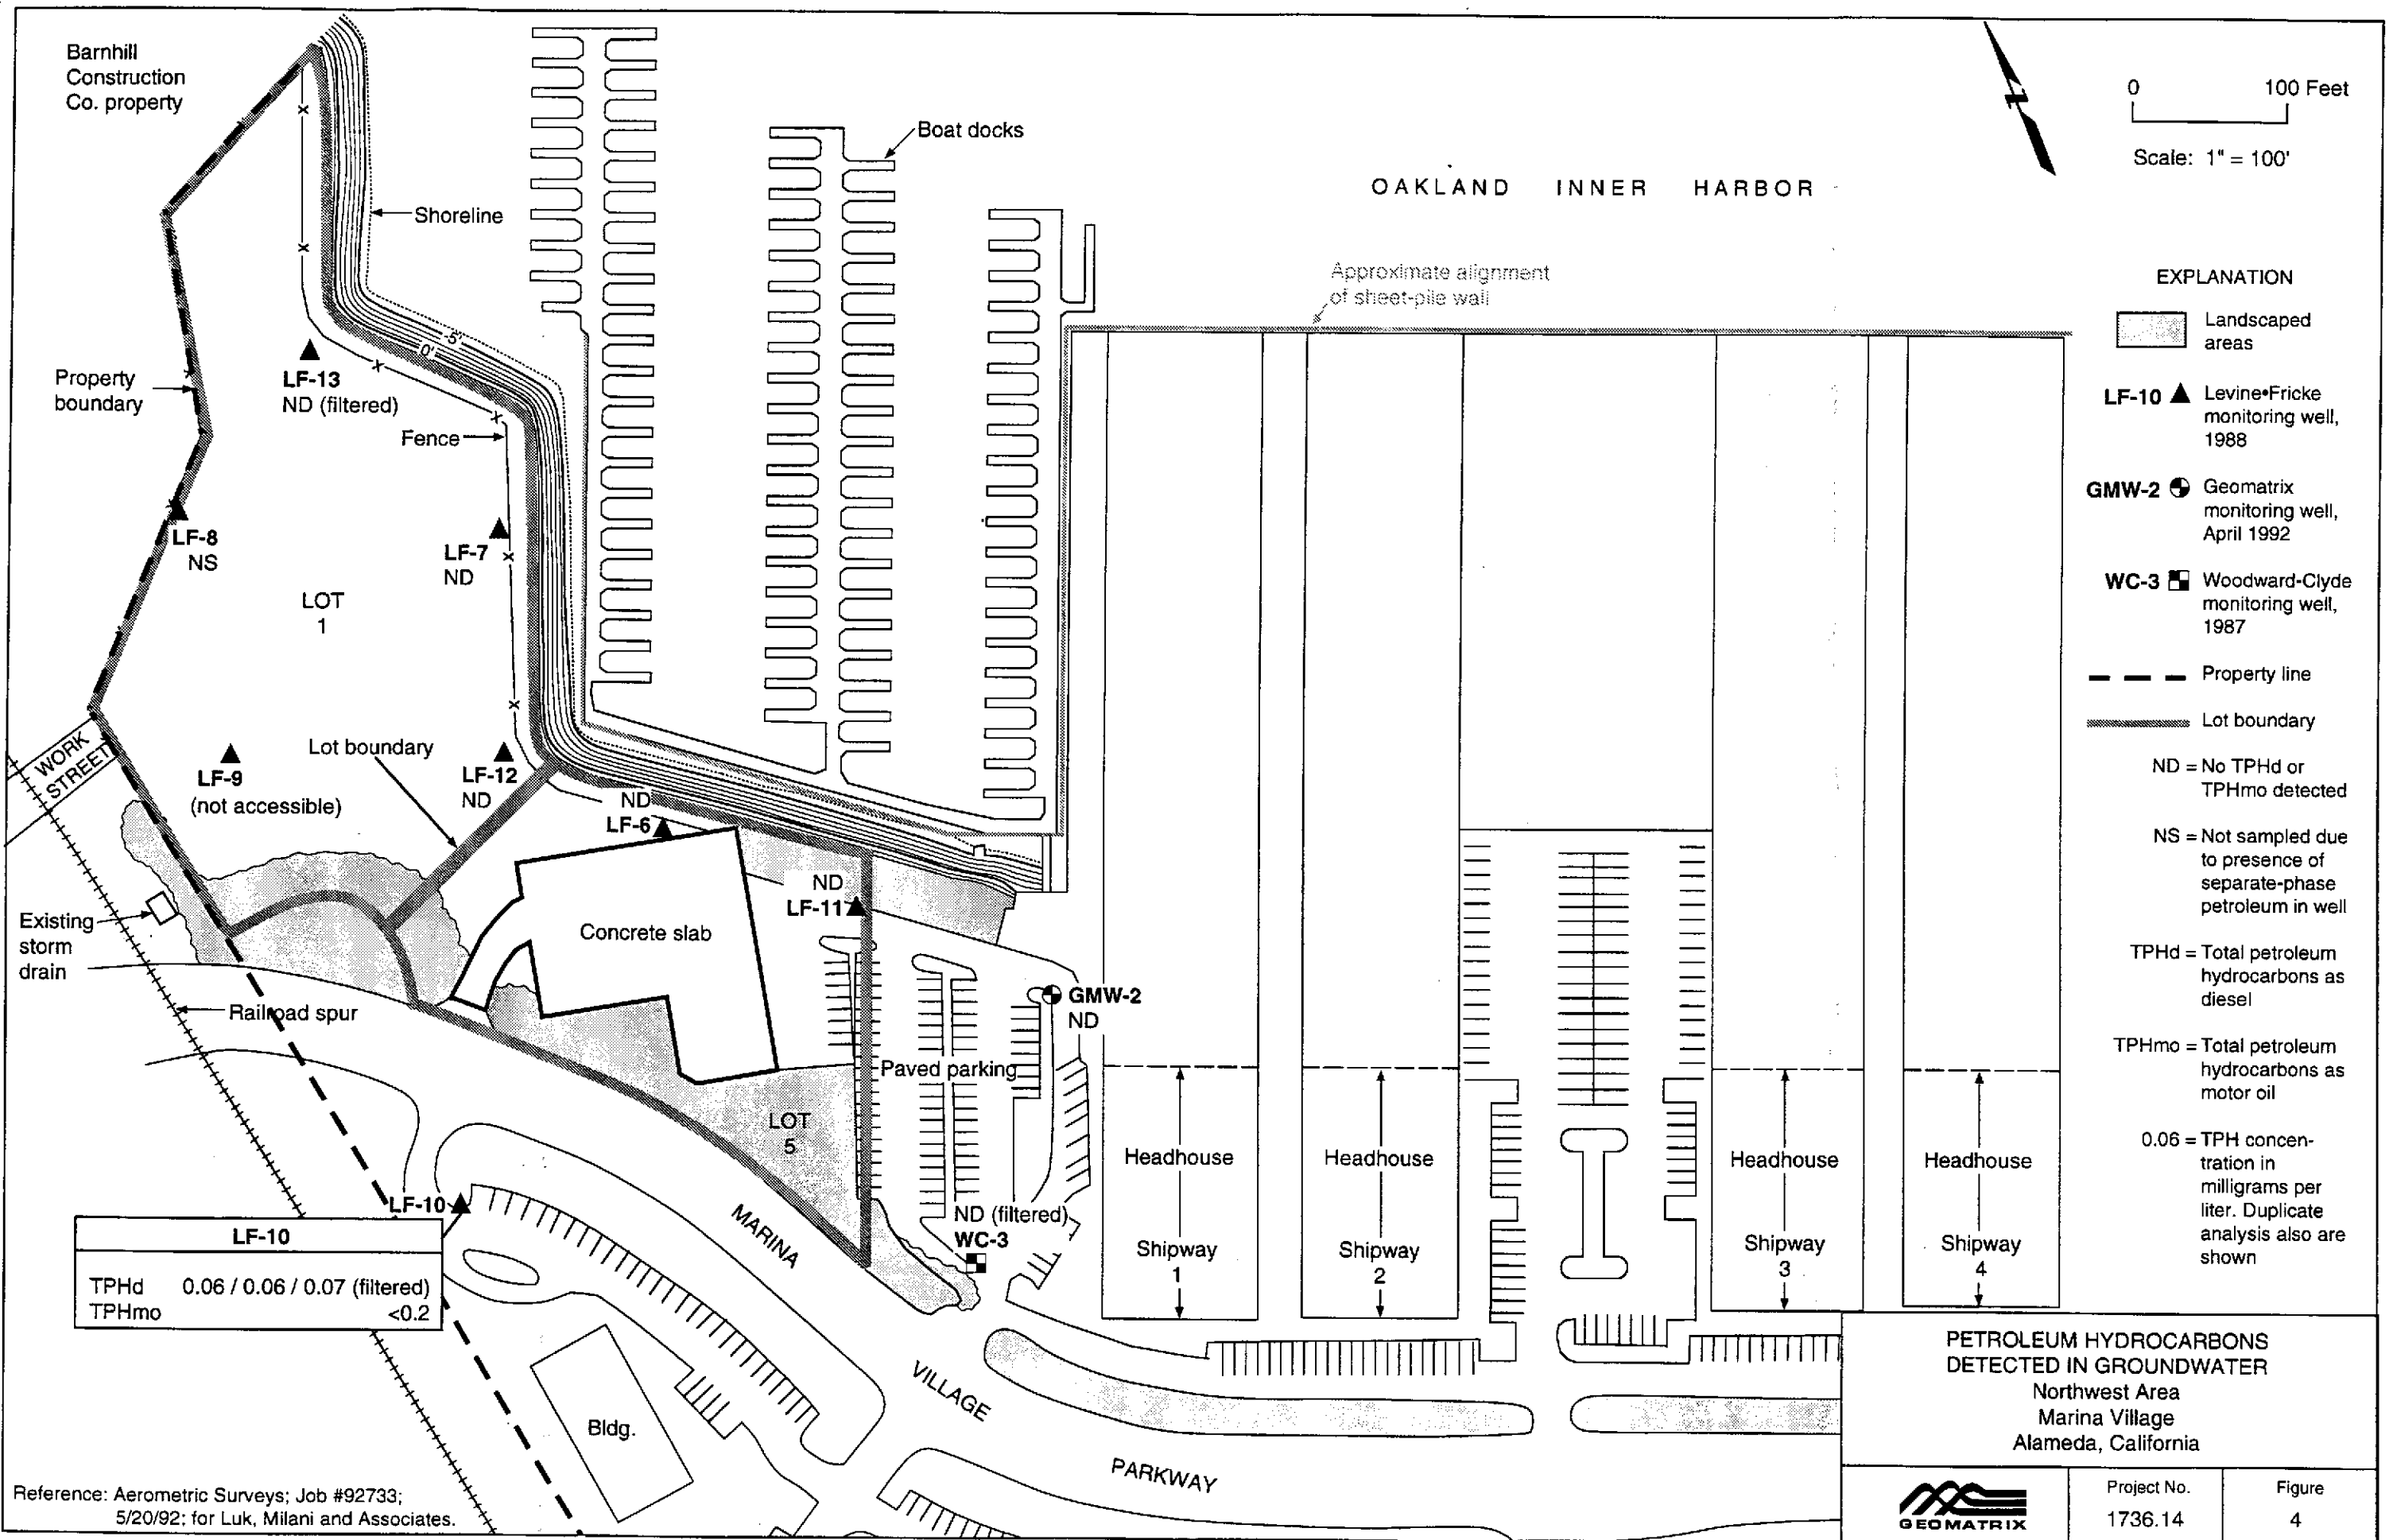 Barnhill
Construction
Co. property
Boat docks
0 100 Feet
Scale: 1" = 100'
OAKLAND INNER HARBOR
Shoreline
Approximate alignment
of sheet-pile wall
-5'
0'
Property
boundary
LF-13
ND (filtered)
Fence
LF-8
NS
LF-7
ND
LOT
1
WORK
STREET
LF-9
(not accessible)
Lot boundary
LF-12
ND
ND
LF-6
ND
LF-11
Concrete slab
Existing
storm
drain
Railroad spur
GMW-2
ND
Paved parking
LOT
5
LF-10
ND (filtered)
WC-3
LF-10
TPHd 0.06 / 0.06 / 0.07 (filtered)
TPHmo <0.2
MARINA
VILLAGE
PARKWAY
Bldg.
Headhouse
Shipway
1
Headhouse
Shipway
2
Headhouse
Shipway
3
Headhouse
Shipway
4
EXPLANATION
Landscaped
areas
LF-10 Levine•Fricke
monitoring well,
1988
GMW-2 Geomatrix
monitoring well,
April 1992
WC-3 Woodward-Clyde
monitoring well,
1987
Property line
Lot boundary
ND = No TPHd or
TPHmo detected
NS = Not sampled due
to presence of
separate-phase
petroleum in well
TPHd = Total petroleum
hydrocarbons as
diesel
TPHmo = Total petroleum
hydrocarbons as
motor oil
0.06 = TPH concen-
tration in
milligrams per
liter. Duplicate
analysis also are
shown
Reference: Aerometric Surveys; Job #92733;
5/20/92; for Luk, Milani and Associates.
PETROLEUM HYDROCARBONS
DETECTED IN GROUNDWATER
Northwest Area
Marina Village
Alameda, California
GEOMATRIX
Project No.
1736.14
Figure
4